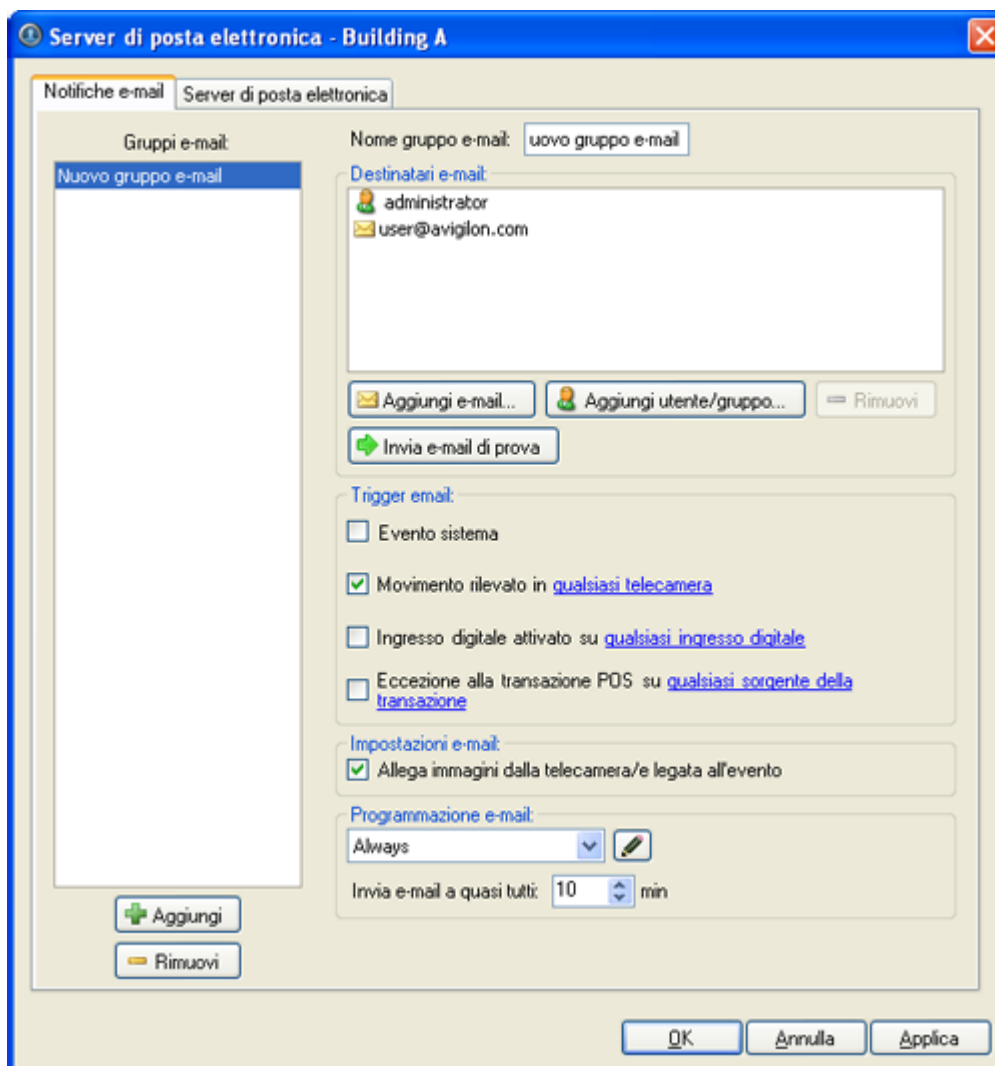 Server di posta elettronica - Building A
Notifiche e-mail
Server di posta elettronica
Gruppi e-mail:
Nuovo gruppo e-mail
Aggiungi
Rimuovi
Nome gruppo e-mail:
uovo gruppo e-mail
Destinatari e-mail:
administrator
user@avigilon.com
Aggiungi e-mail...
Aggiungi utente/gruppo...
Rimuovi
Invia e-mail di prova
Trigger email:
Evento sistema
Movimento rilevato in qualsiasi telecamera
Ingresso digitale attivato su qualsiasi ingresso digitale
Eccezione alla transazione POS su qualsiasi sorgente della
transazione
Impostazioni e-mail:
Allega immagini dalla telecamera/e legata all'evento
Programmazione e-mail:
Always
Invia e-mail a quasi tutti: 10 min
OK
Annulla
Applica